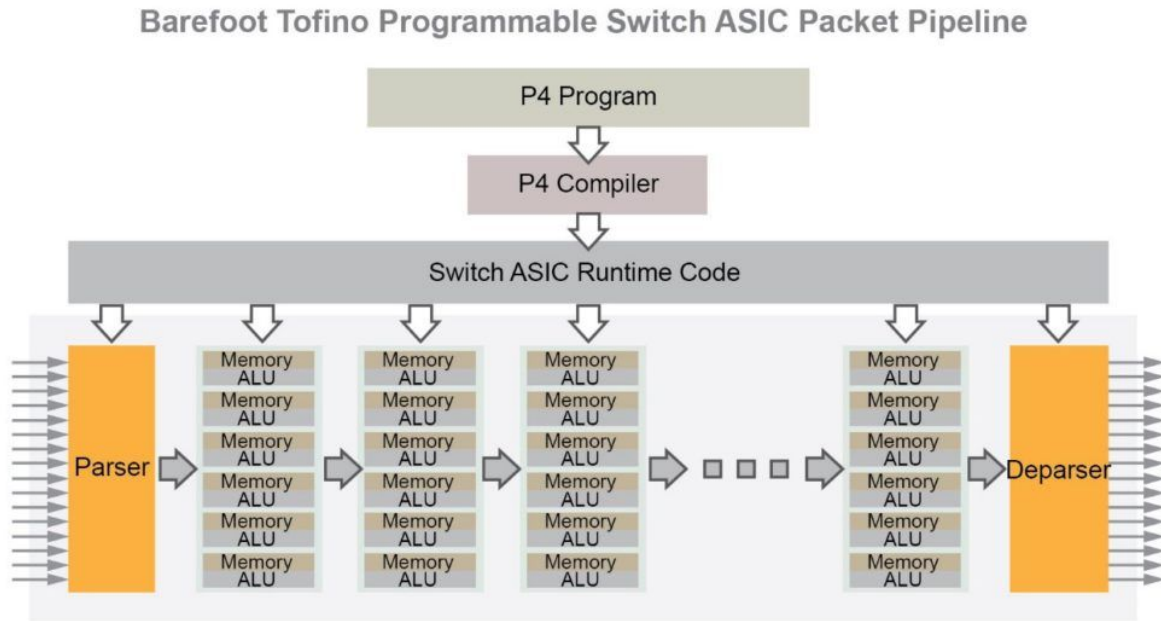 Barefoot Tofino Programmable Switch ASIC Packet Pipeline
P4 Program
P4 Compiler
Switch ASIC Runtime Code
Parser
Memory
ALU
Memory
ALU
Memory
ALU
Memory
ALU
Memory
ALU
Memory
ALU
Memory
ALU
Memory
ALU
Memory
ALU
Memory
ALU
Memory
ALU
Memory
ALU
Memory
ALU
Memory
ALU
Memory
ALU
Memory
ALU
Memory
ALU
Memory
ALU
Memory
ALU
Memory
ALU
Memory
ALU
Memory
ALU
Memory
ALU
Memory
ALU
Deparser